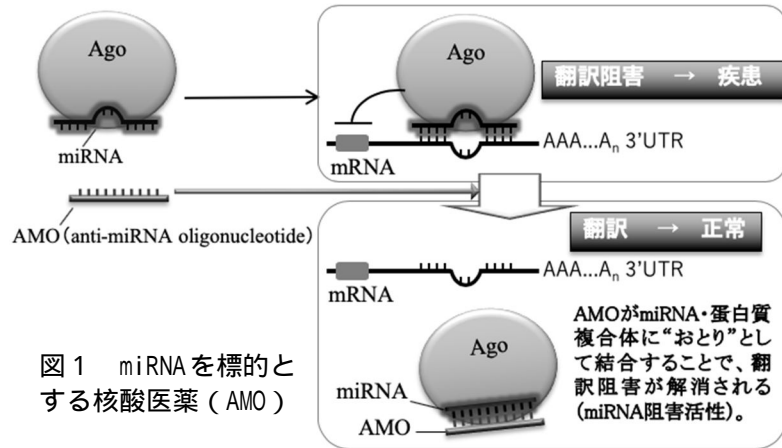 Ago
miRNA
Ago
翻訳阻害 → 疾患
mRNA
AAA...An 3'UTR
AMO(anti-miRNA oligonucleotide)
翻訳 → 正常
mRNA
AAA...An 3'UTR
Ago
miRNA
AMO
AMOがmiRNA・蛋白質
複合体に“おとり”とし
て結合することで、翻
訳阻害が解消される
(miRNA阻害活性)。
図1 miRNAを標的と
する核酸医薬(AMO)